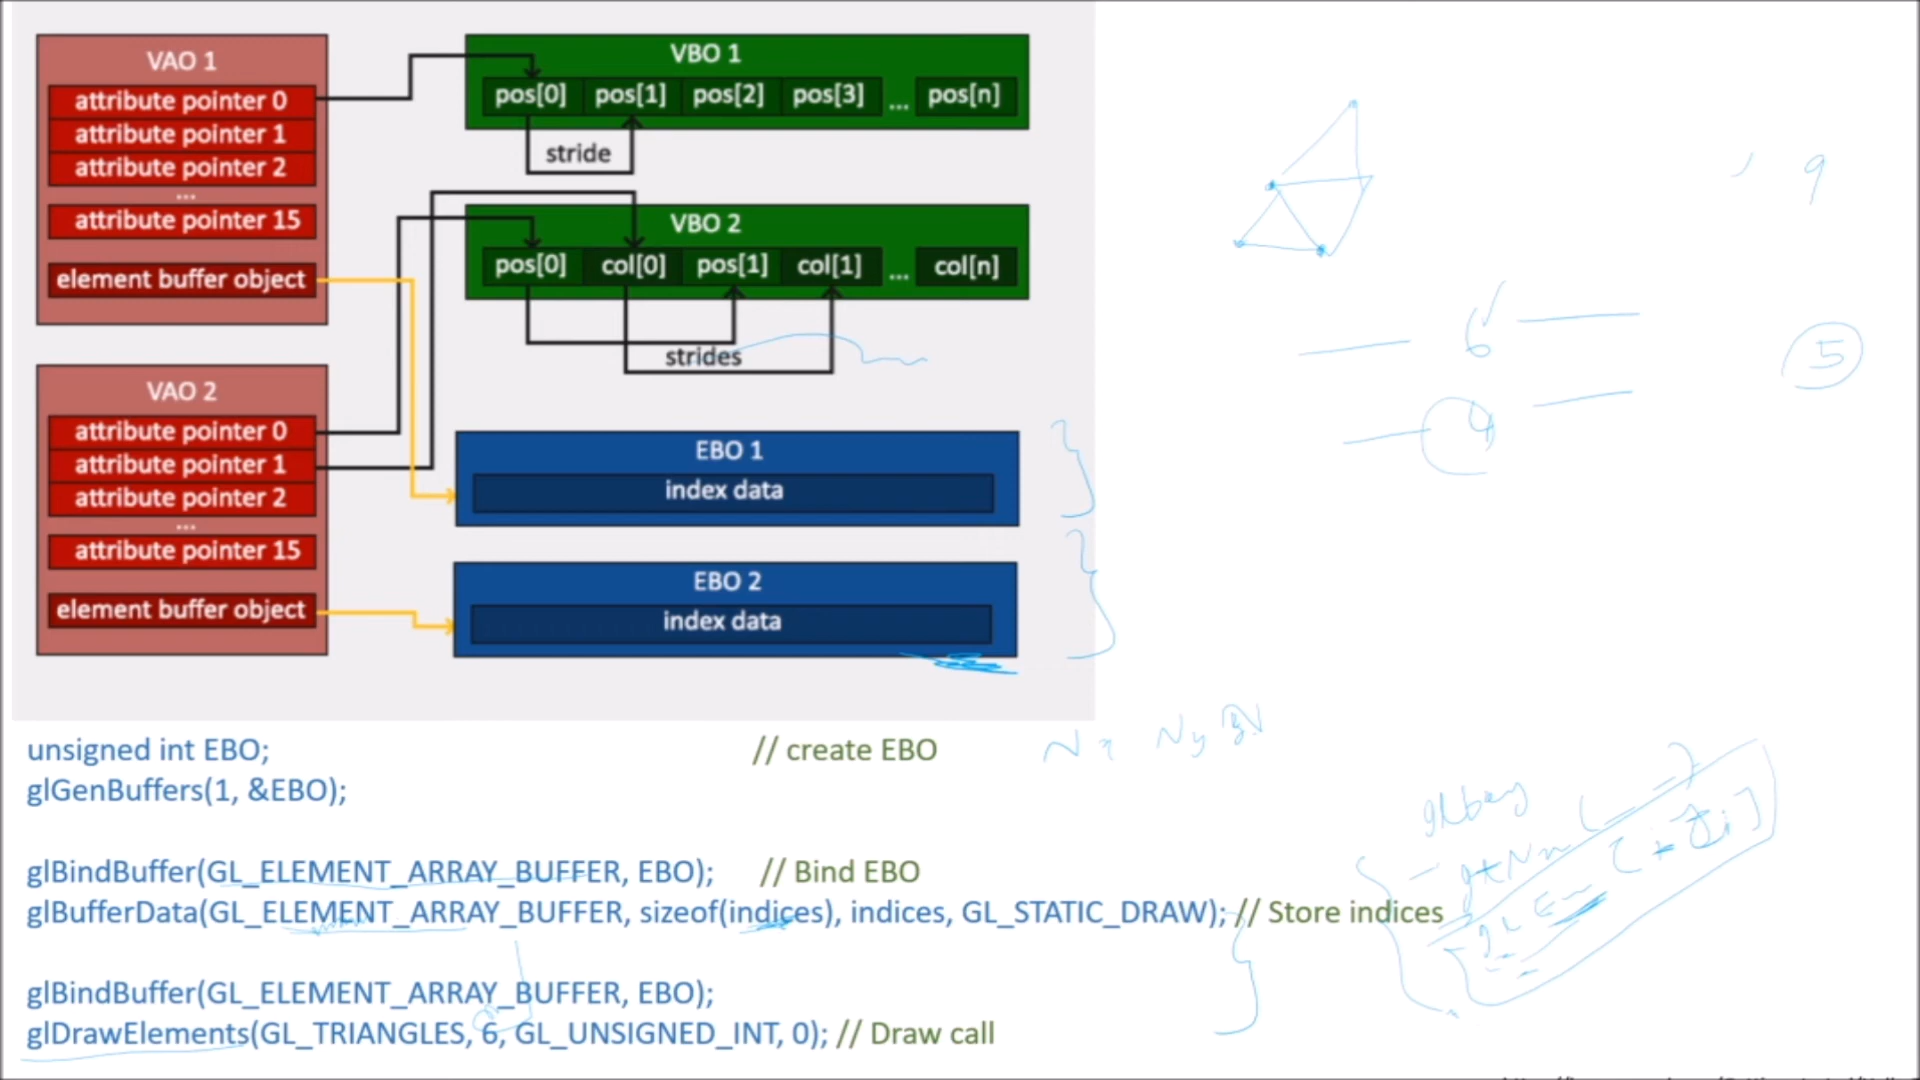 VAO 1
attribute pointer 0
attribute pointer 1
attribute pointer 2
...
attribute pointer 15
element buffer object
VAO 2
attribute pointer 0
attribute pointer 1
attribute pointer 2
...
attribute pointer 15
element buffer object
VBO 1
pos[0] pos[1] pos[2] pos[3] ... pos[n]
stride
VBO 2
pos[0] col[0] pos[1] col[1] ... col[n]
strides
EBO 1
index data
EBO 2
index data
9
6
5
4
unsigned int EBO; // create EBO
glGenBuffers(1, &EBO);
glBindBuffer(GL_ELEMENT_ARRAY_BUFFER, EBO); // Bind EBO
glBufferData(GL_ELEMENT_ARRAY_BUFFER, sizeof(indices), indices, GL_STATIC_DRAW); // Store indices
glBindBuffer(GL_ELEMENT_ARRAY_BUFFER, EBO);
glDrawElements(GL_TRIANGLES, 6, GL_UNSIGNED_INT, 0); // Draw call